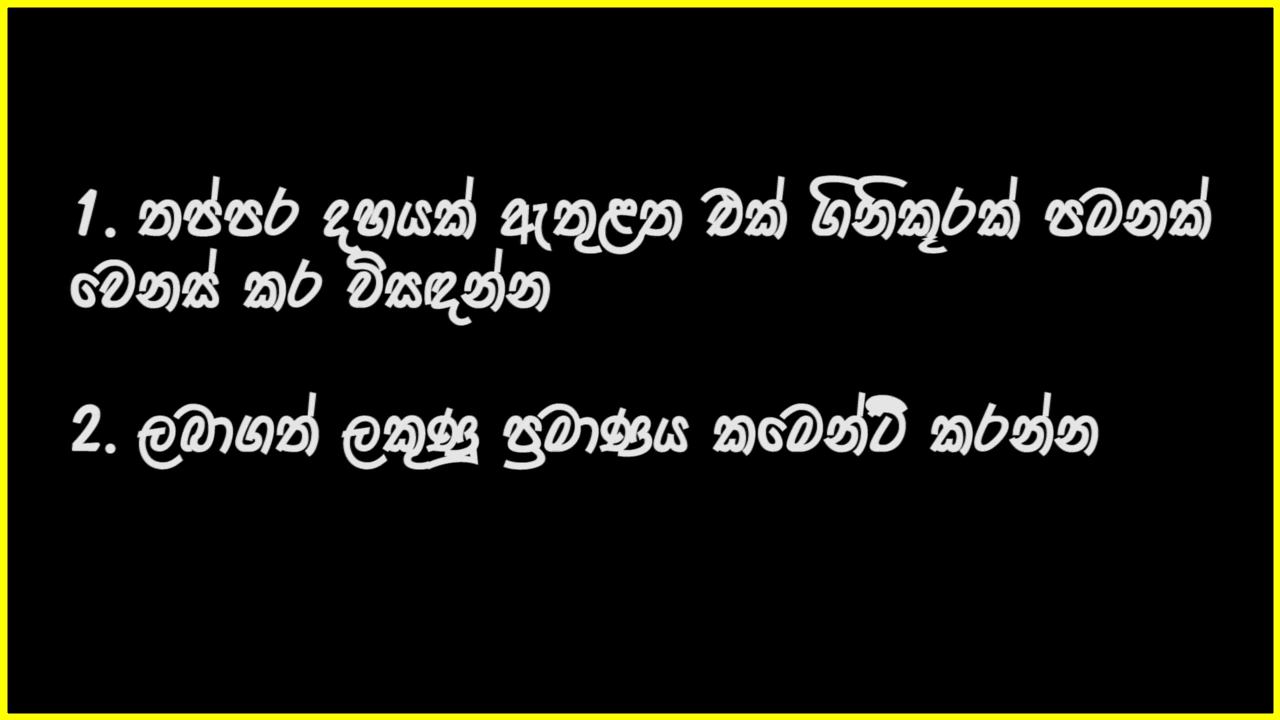 1. තප්පර දහයක් ඇතුළත එක් ගිනිකූරක් පමනක්
වෙනස් කර විසඳන්න
2. ලබාගත් ලකුණු ප්‍රමාණය කමෙන්ට් කරන්න